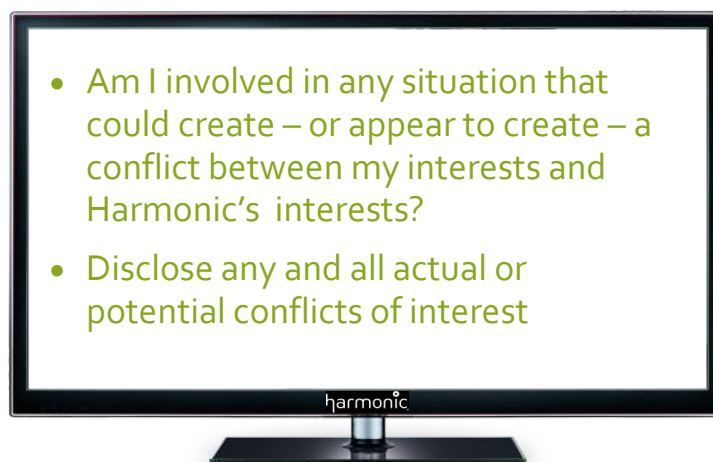 • Am I involved in any situation that
could create – or appear to create – a
conflict between my interests and
Harmonic's  interests?
• Disclose any and all actual or
potential conflicts of interest
harmonic